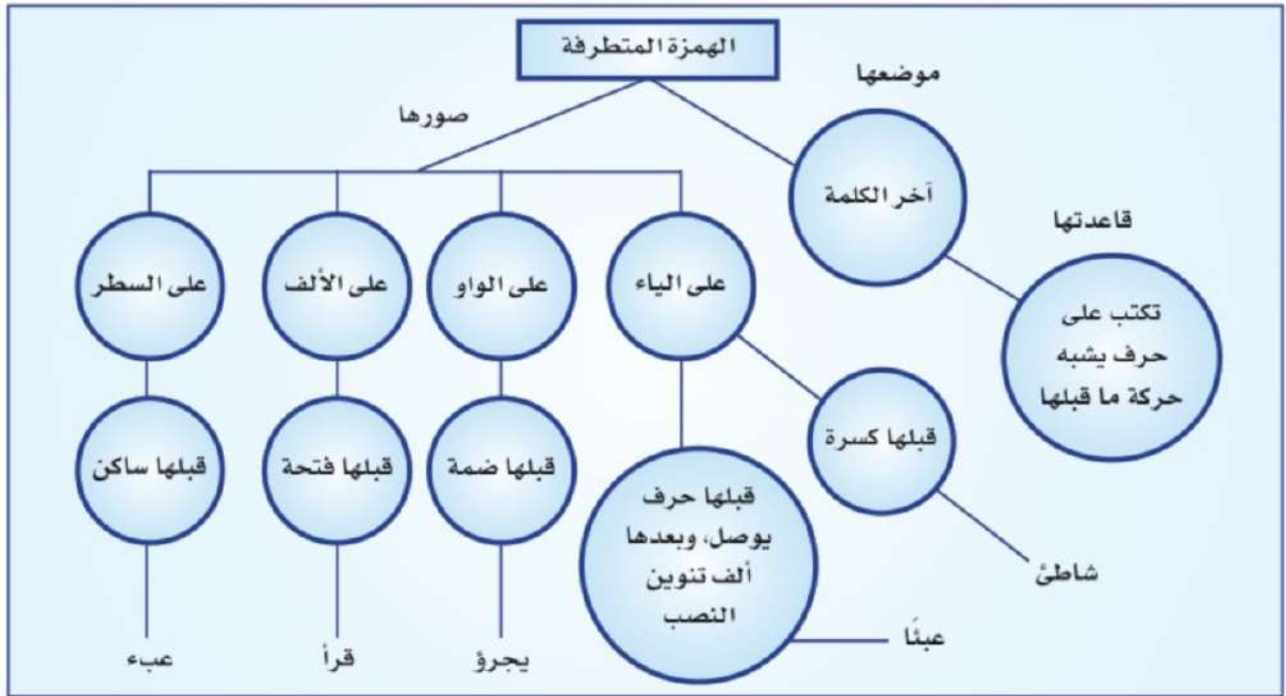 الهمزة المتطرفة
موضعها
صورها
آخر الكلمة
قاعدتها
تكتب على
حرف يشبه
حركة ما قبلها
على الياء
على الواو
على الألف
على السطر
قبلها كسرة
قبلها حرف
يوصل، وبعدها
ألف تنوين
النصب
قبلها ضمة
قبلها فتحة
قبلها ساكن
شاطئ
عبئًا
يجرؤ
قرأ
عبء